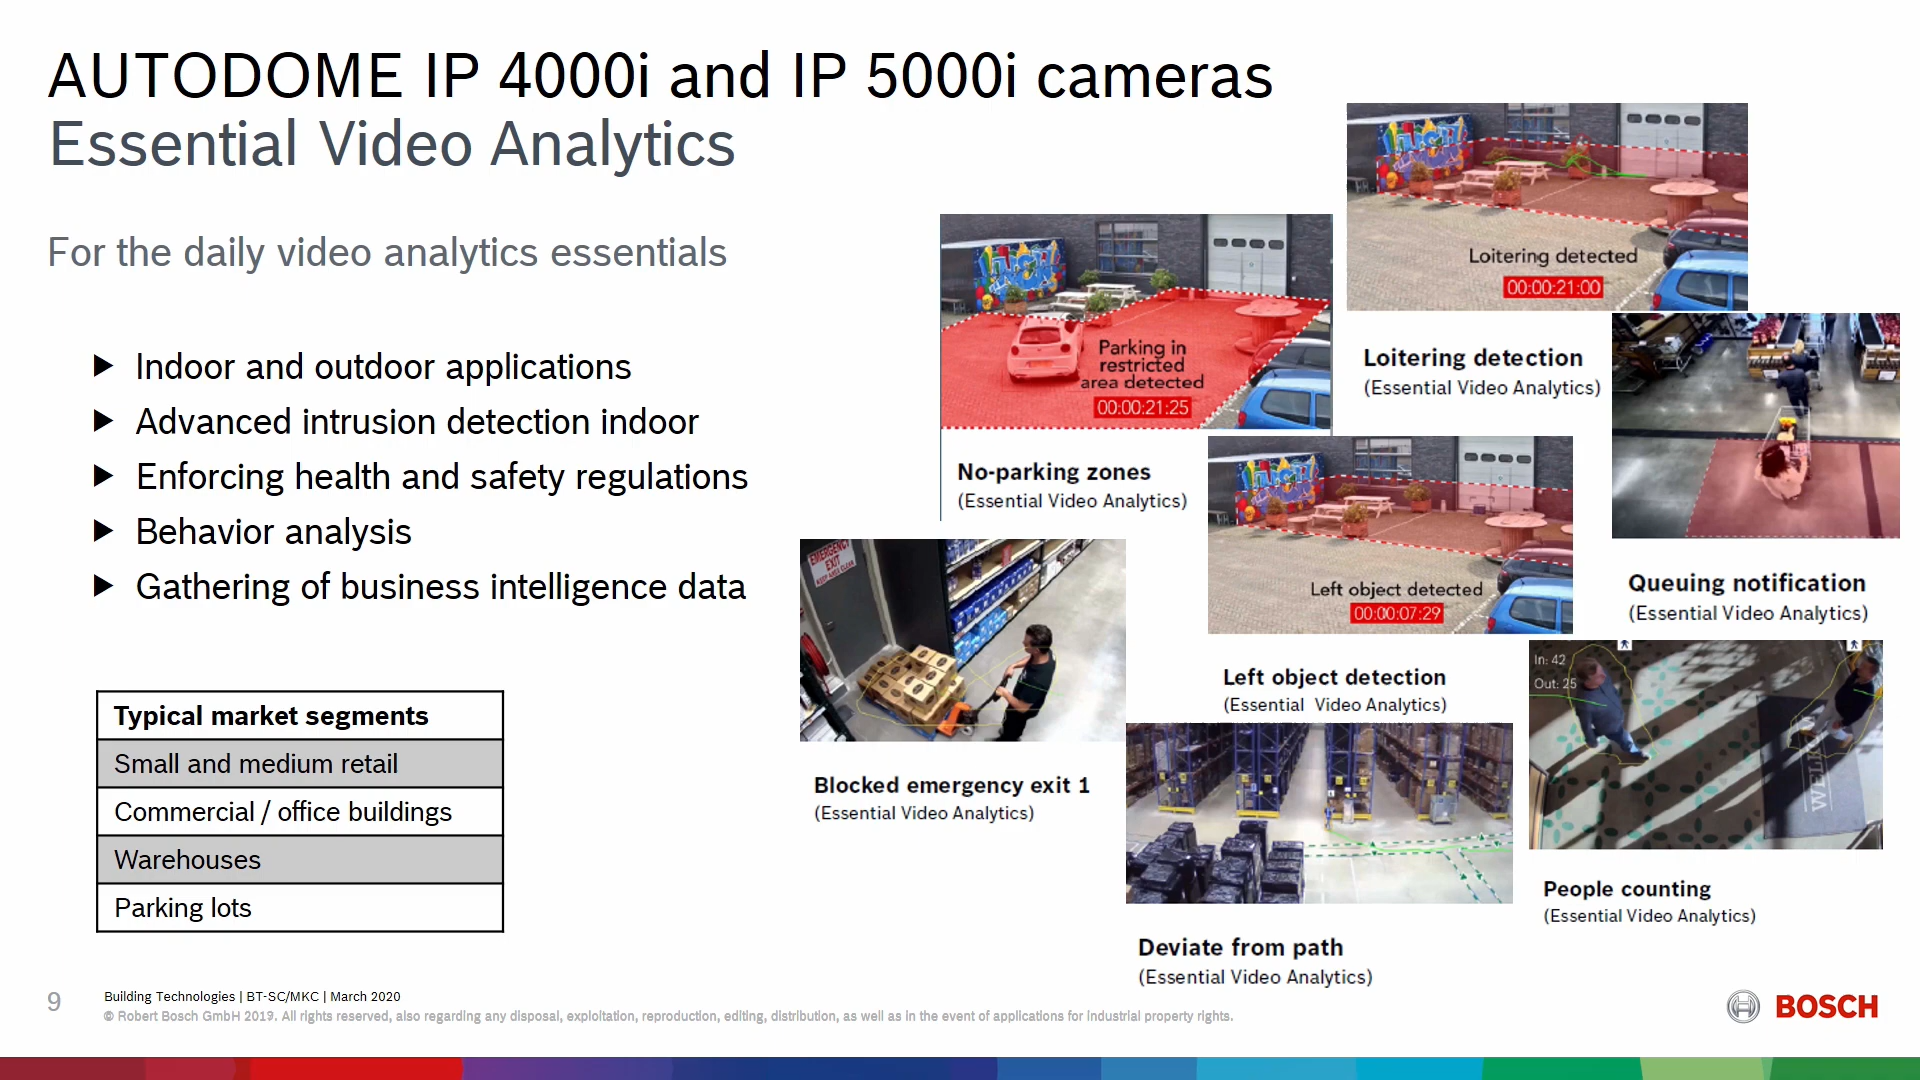 AUTODOME IP 4000i and IP 5000i cameras
Essential Video Analytics
For the daily video analytics essentials
Indoor and outdoor applications
Advanced intrusion detection indoor
Enforcing health and safety regulations
Behavior analysis
Gathering of business intelligence data
Typical market segments
Small and medium retail
Commercial / office buildings
Warehouses
Parking lots
Loitering detected
00:00:21:00
Loitering detection
(Essential Video Analytics)
Parking in
restricted
area detected
00:00:21:25
No-parking zones
(Essential Video Analytics)
Queuing notification
(Essential Video Analytics)
Left object detected
00:00:07:29
Left object detection
(Essential Video Analytics)
EMERGENCY
EXIT
KEEP AREA CLEAR
Blocked emergency exit 1
(Essential Video Analytics)
In: 42
Out: 25
People counting
(Essential Video Analytics)
Deviate from path
(Essential Video Analytics)
9
Building Technologies | BT-SC/MKC | March 2020
© Robert Bosch GmbH 2019. All rights reserved, also regarding any disposal, exploitation, reproduction, editing, distribution, as well as in the event of applications for industrial property rights.
BOSCH